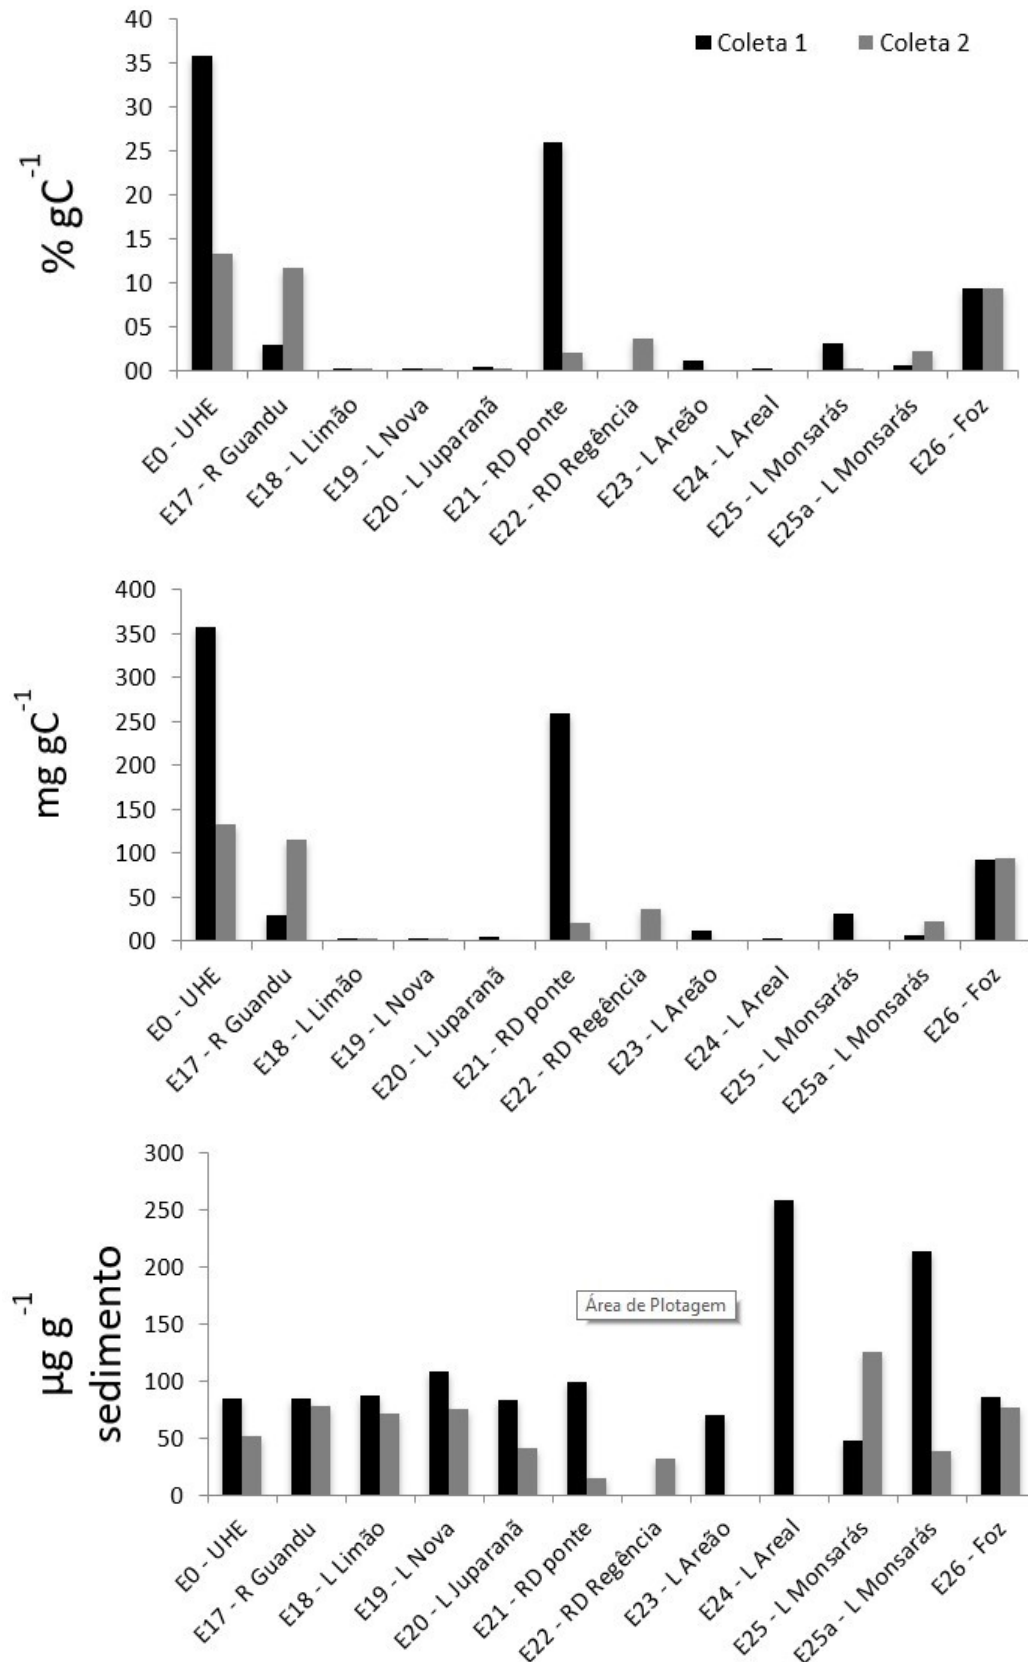 40
35
30
25
20
15
10
05
00
% gC-1
Coleta 1
Coleta 2
E0 - UHE
E17 - R Guandu
E18 - L Limão
E19 - L Nova
E20 - L Juparanã
E21 - RD ponte
E22 - RD Regência
E23 - L Areão
E24 - L Areal
E25 - L Monsarás
E25a - L Monsarás
E26 - Foz
400
350
300
250
200
150
100
50
00
mg gC-1
E0 - UHE
E17 - R Guandu
E18 - L Limão
E19 - L Nova
E20 - L Juparanã
E21 - RD ponte
E22 - RD Regência
E23 - L Areão
E24 - L Areal
E25 - L Monsarás
E25a - L Monsarás
E26 - Foz
300
250
200
150
100
50
0
µg g-1
sedimento
Área de Plotagem
E0 - UHE
E17 - R Guandu
E18 - L Limão
E19 - L Nova
E20 - L Juparanã
E21 - RD ponte
E22 - RD Regência
E23 - L Areão
E24 - L Areal
E25 - L Monsarás
E25a - L Monsarás
E26 - Foz